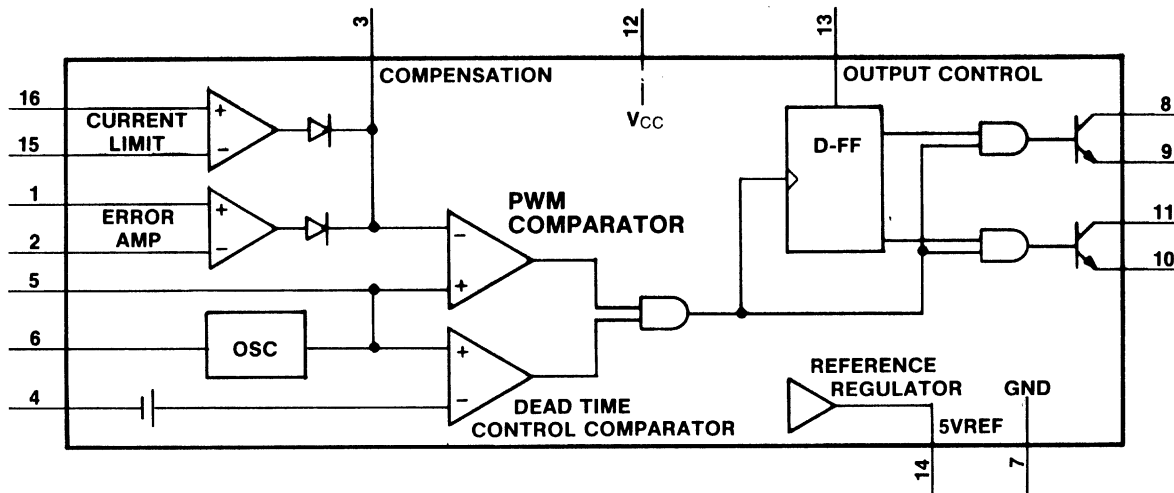 3
12
13
COMPENSATION
OUTPUT CONTROL
16
+
CURRENT
LIMIT
15
−
VCC
D-FF
8
9
1
+
ERROR
AMP
2
−
PWM
COMPARATOR
−
+
11
10
5
6
OSC
+
−
4
DEAD TIME
CONTROL COMPARATOR
REFERENCE
REGULATOR
GND
5VREF
14
7